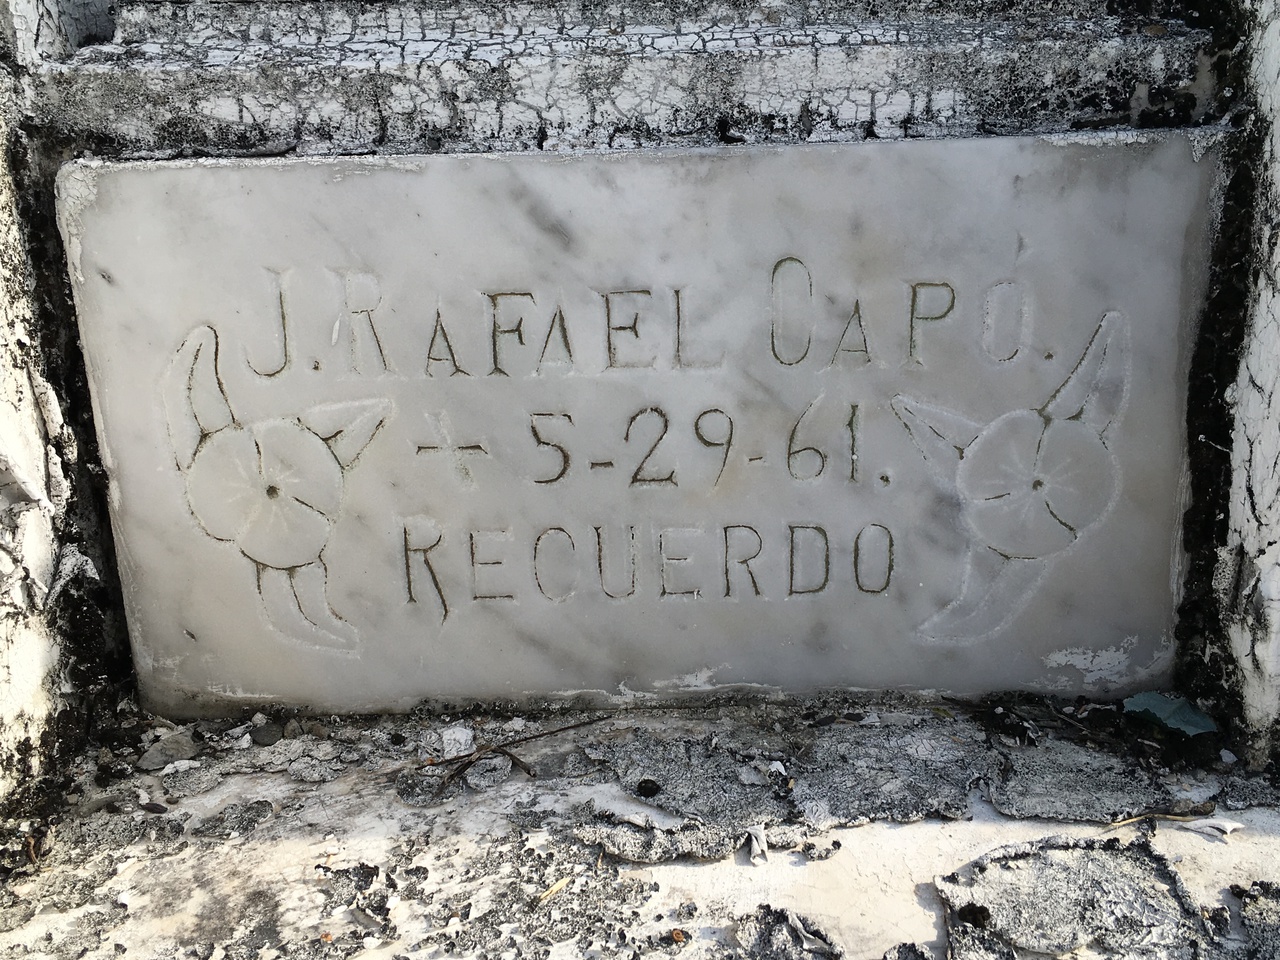 J. RAFAEL CAPÓ.
+ 5-29-61.
RECUERDO